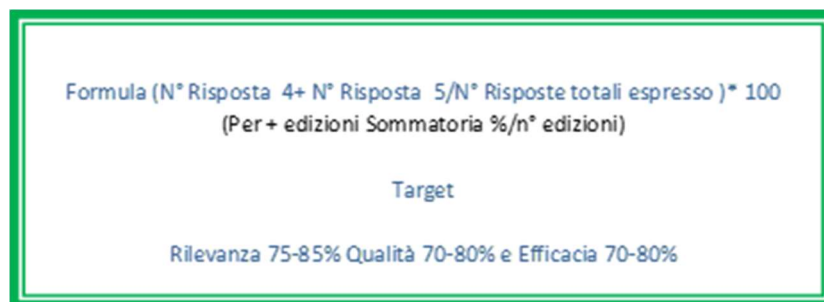 Formula (N° Risposta 4+ N° Risposta 5/N° Risposte totali espresso )* 100
(Per + edizioni Sommatoria %/n° edizioni)
Target
Rilevanza 75-85% Qualità 70-80% e Efficacia 70-80%